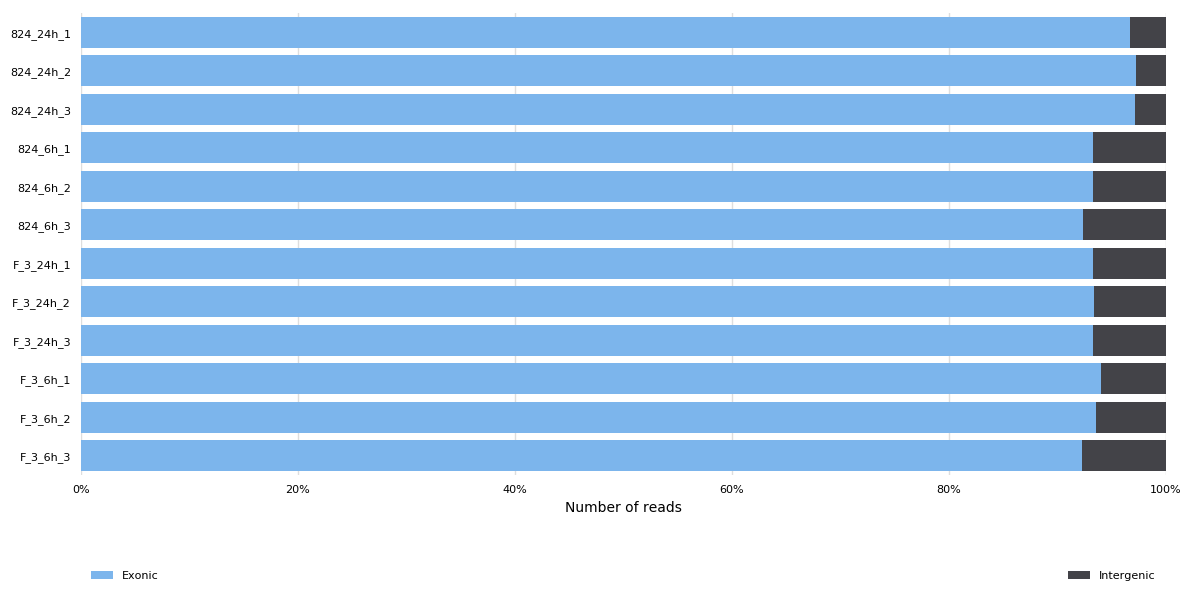 824_24h_1
824_24h_2
824_24h_3
824_6h_1
824_6h_2
824_6h_3
F_3_24h_1
F_3_24h_2
F_3_24h_3
F_3_6h_1
F_3_6h_2
F_3_6h_3
0% 20% 40% 60% 80% 100%
Number of reads
Exonic Intergenic